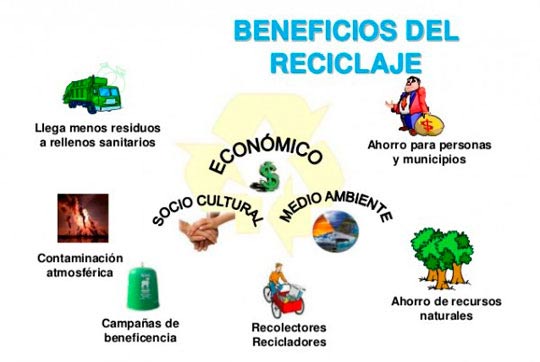 BENEFICIOS DEL
RECICLAJE
Llega menos residuos
a rellenos sanitarios
Ahorro para personas
y municipios
ECONÓMICO
$
$
SOCIO CULTURAL
MEDIO AMBIENTE
Contaminación
atmosférica
Ahorro de recursos
naturales
Campañas de
beneficencia
Recolectores
Recicladores